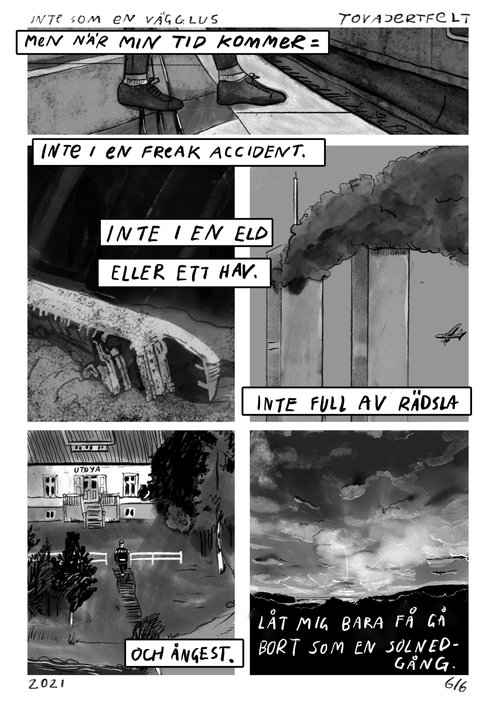 INTE SOM EN VÄGGLUS
TOVADERTFELT
MEN NÄR MIN TID KOMMER=
INTE I EN FREAK ACCIDENT.
INTE I EN ELD
ELLER ETT HAV.
INTE FULL AV RÄDSLA
UTØYA
OCH ÅNGEST.
LÅT MIG BARA FÅ GÅ
BORT SOM EN SOLNED-
GÅNG.
2021
6/6